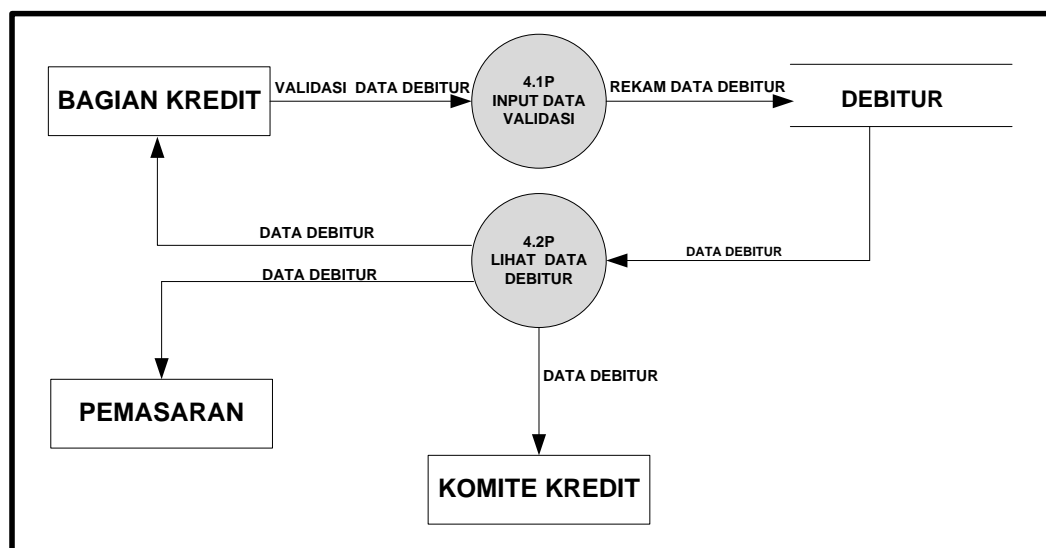 BAGIAN KREDIT
VALIDASI DATA DEBITUR
4.1P
INPUT DATA
VALIDASI
REKAM DATA DEBITUR
DEBITUR
DATA DEBITUR
DATA DEBITUR
4.2P
LIHAT DATA
DEBITUR
DATA DEBITUR
DATA DEBITUR
PEMASARAN
KOMITE KREDIT